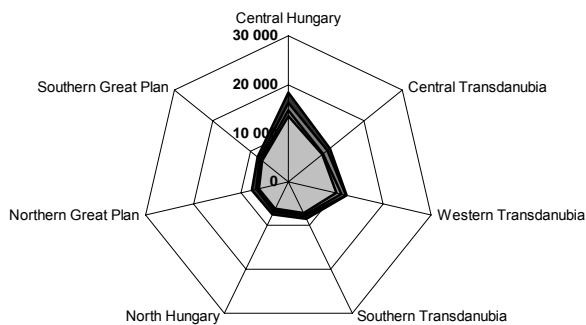 Central Hungary
30 000
Southern Great Plan
Central Transdanubia
20 000
10 000
0
Northern Great Plan
Western Transdanubia
North Hungary
Southern Transdanubia